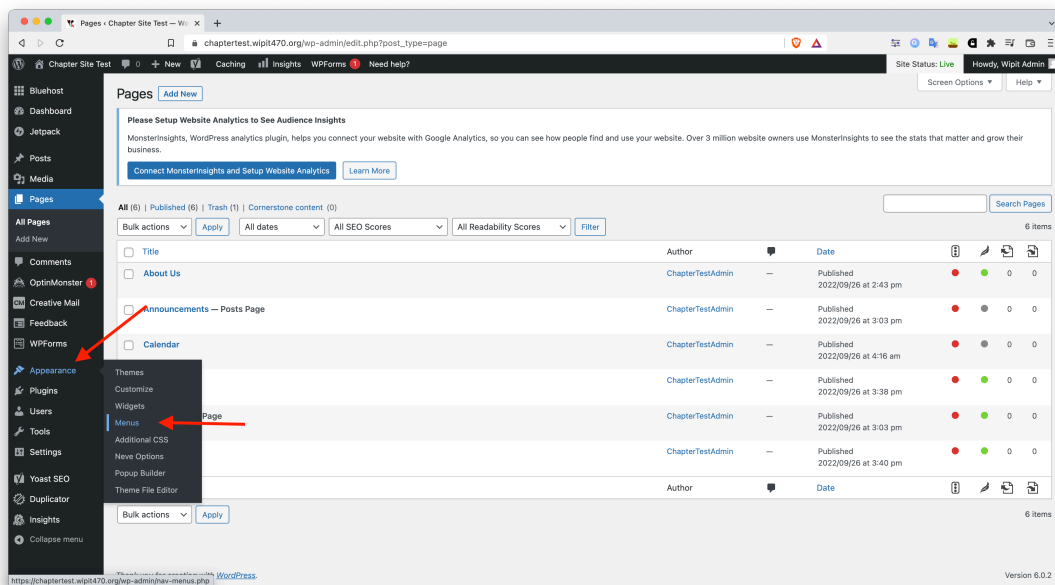 Pages ‹ Chapter Site Test — Wo
chaptertest.wipit470.org/wp-admin/edit.php?post_type=page
Chapter Site Test 0 New Caching Insights WPForms 1 Need help? Site Status: Live Howdy, Wipit Admin
Screen Options Help
Bluehost
Dashboard
Jetpack
Posts
Media
Pages
All Pages
Add New
Comments
OptinMonster 1
CM Creative Mail
Feedback
WPForms
Appearance
Plugins
Users
Tools
Settings
Yoast SEO
Duplicator
Insights
Collapse menu
Themes
Customize
Widgets
Menus
Additional CSS
Neve Options
Popup Builder
Theme File Editor
Pages Add New
Please Setup Website Analytics to See Audience Insights
MonsterInsights, WordPress analytics plugin, helps you connect your website with Google Analytics, so you can see how people find and use your website. Over 3 million website owners use MonsterInsights to see the stats that matter and grow their
business.
Connect MonsterInsights and Setup Website Analytics Learn More
All (6) | Published (6) | Trash (1) | Cornerstone content (0)
Search Pages
Bulk actions Apply All dates All SEO Scores All Readability Scores Filter 6 items
Title Author Date
About Us ChapterTestAdmin — Published 0 0
2022/09/26 at 2:43 pm
Announcements — Posts Page ChapterTestAdmin — Published 0 0
2022/09/26 at 3:03 pm
Calendar ChapterTestAdmin — Published 0 0
2022/09/26 at 4:16 am
ChapterTestAdmin — Published 0 0
2022/09/26 at 3:38 pm
Page ChapterTestAdmin — Published 0 0
2022/09/26 at 3:03 pm
ChapterTestAdmin — Published 0 0
2022/09/26 at 3:40 pm
Author Date
Bulk actions Apply 6 items
Thank you for creating with WordPress. Version 6.0.2
https://chaptertest.wipit470.org/wp-admin/nav-menus.php